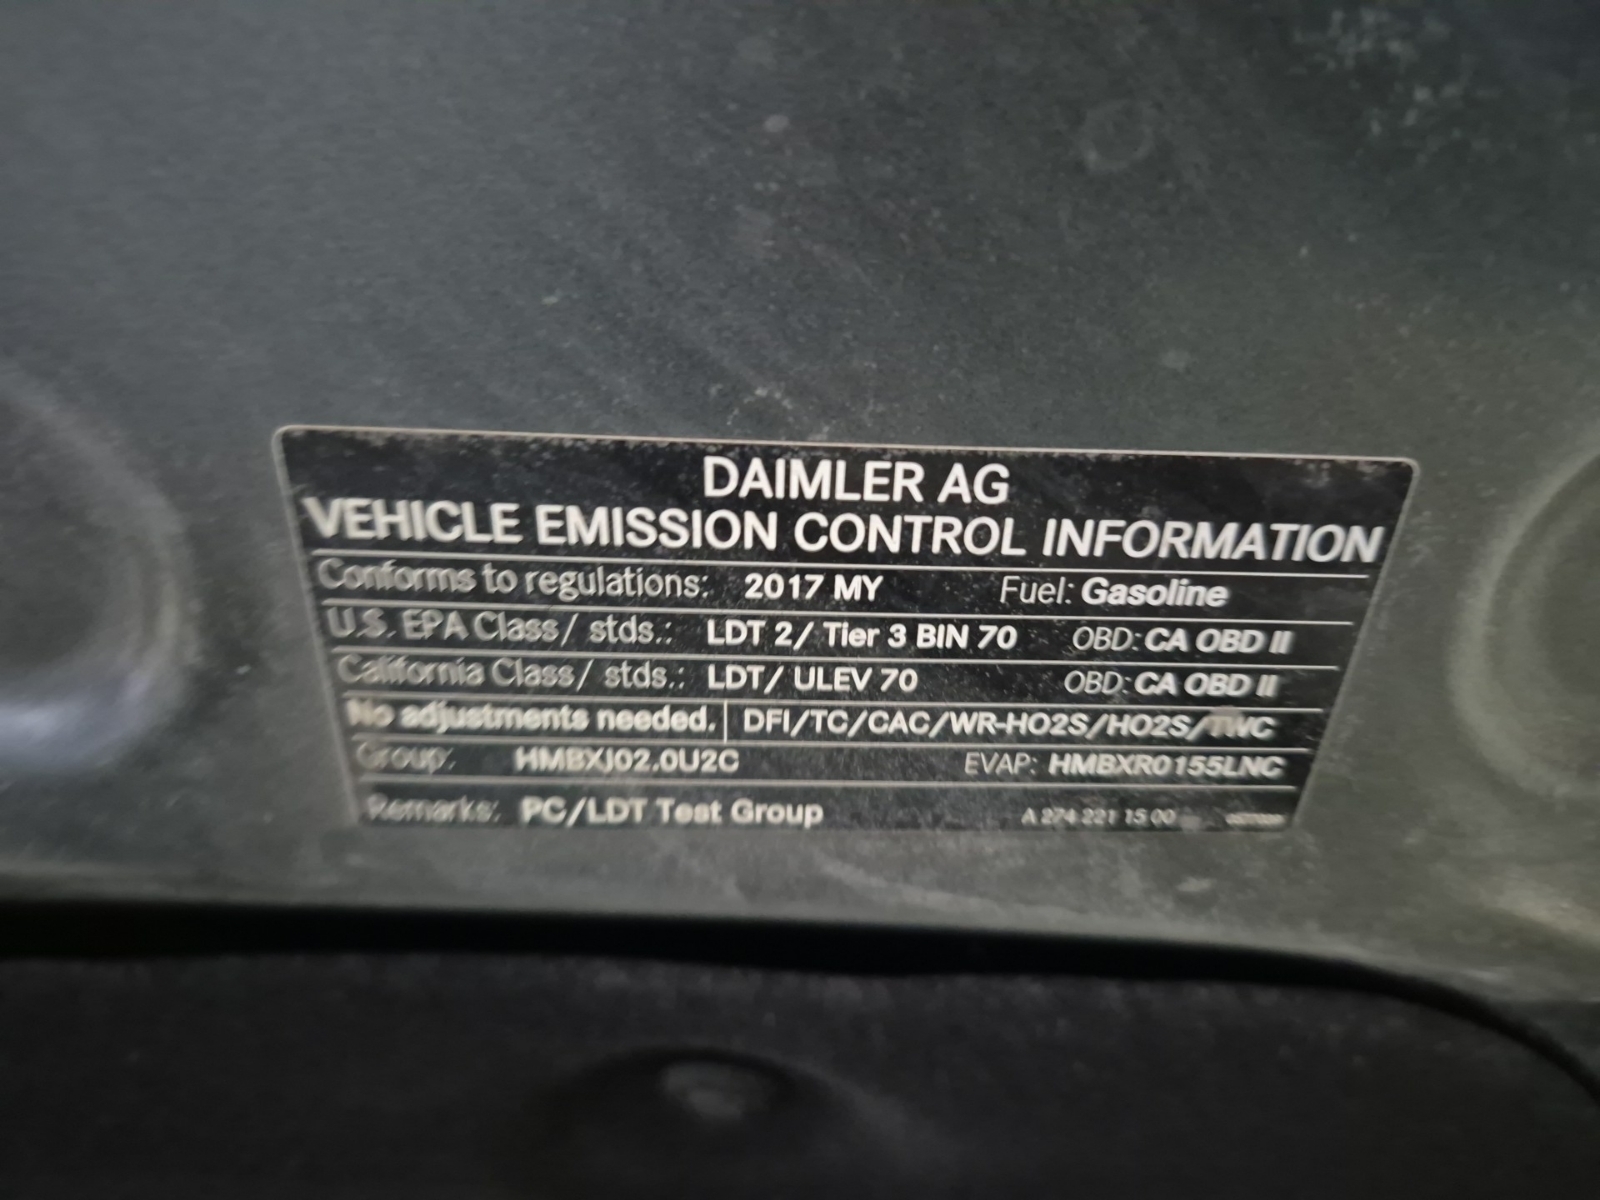 DAIMLER AG
VEHICLE EMISSION CONTROL INFORMATION
Conforms to regulations: 2017 MY Fuel: Gasoline
U.S. EPA Class/ stds.: LDT 2/ Tier 3 BIN 70 OBD: CA OBD II
California Class/ stds.: LDT/ ULEV 70 OBD: CA OBD II
No adjustments needed. DFI/TC/CAC/WR-HO2S/HO2S/TWC
Group: HMBXJ02.0U2C EVAP: HMBXR0155LNC
Remarks: PC/LDT Test Group A 274 221 15 00